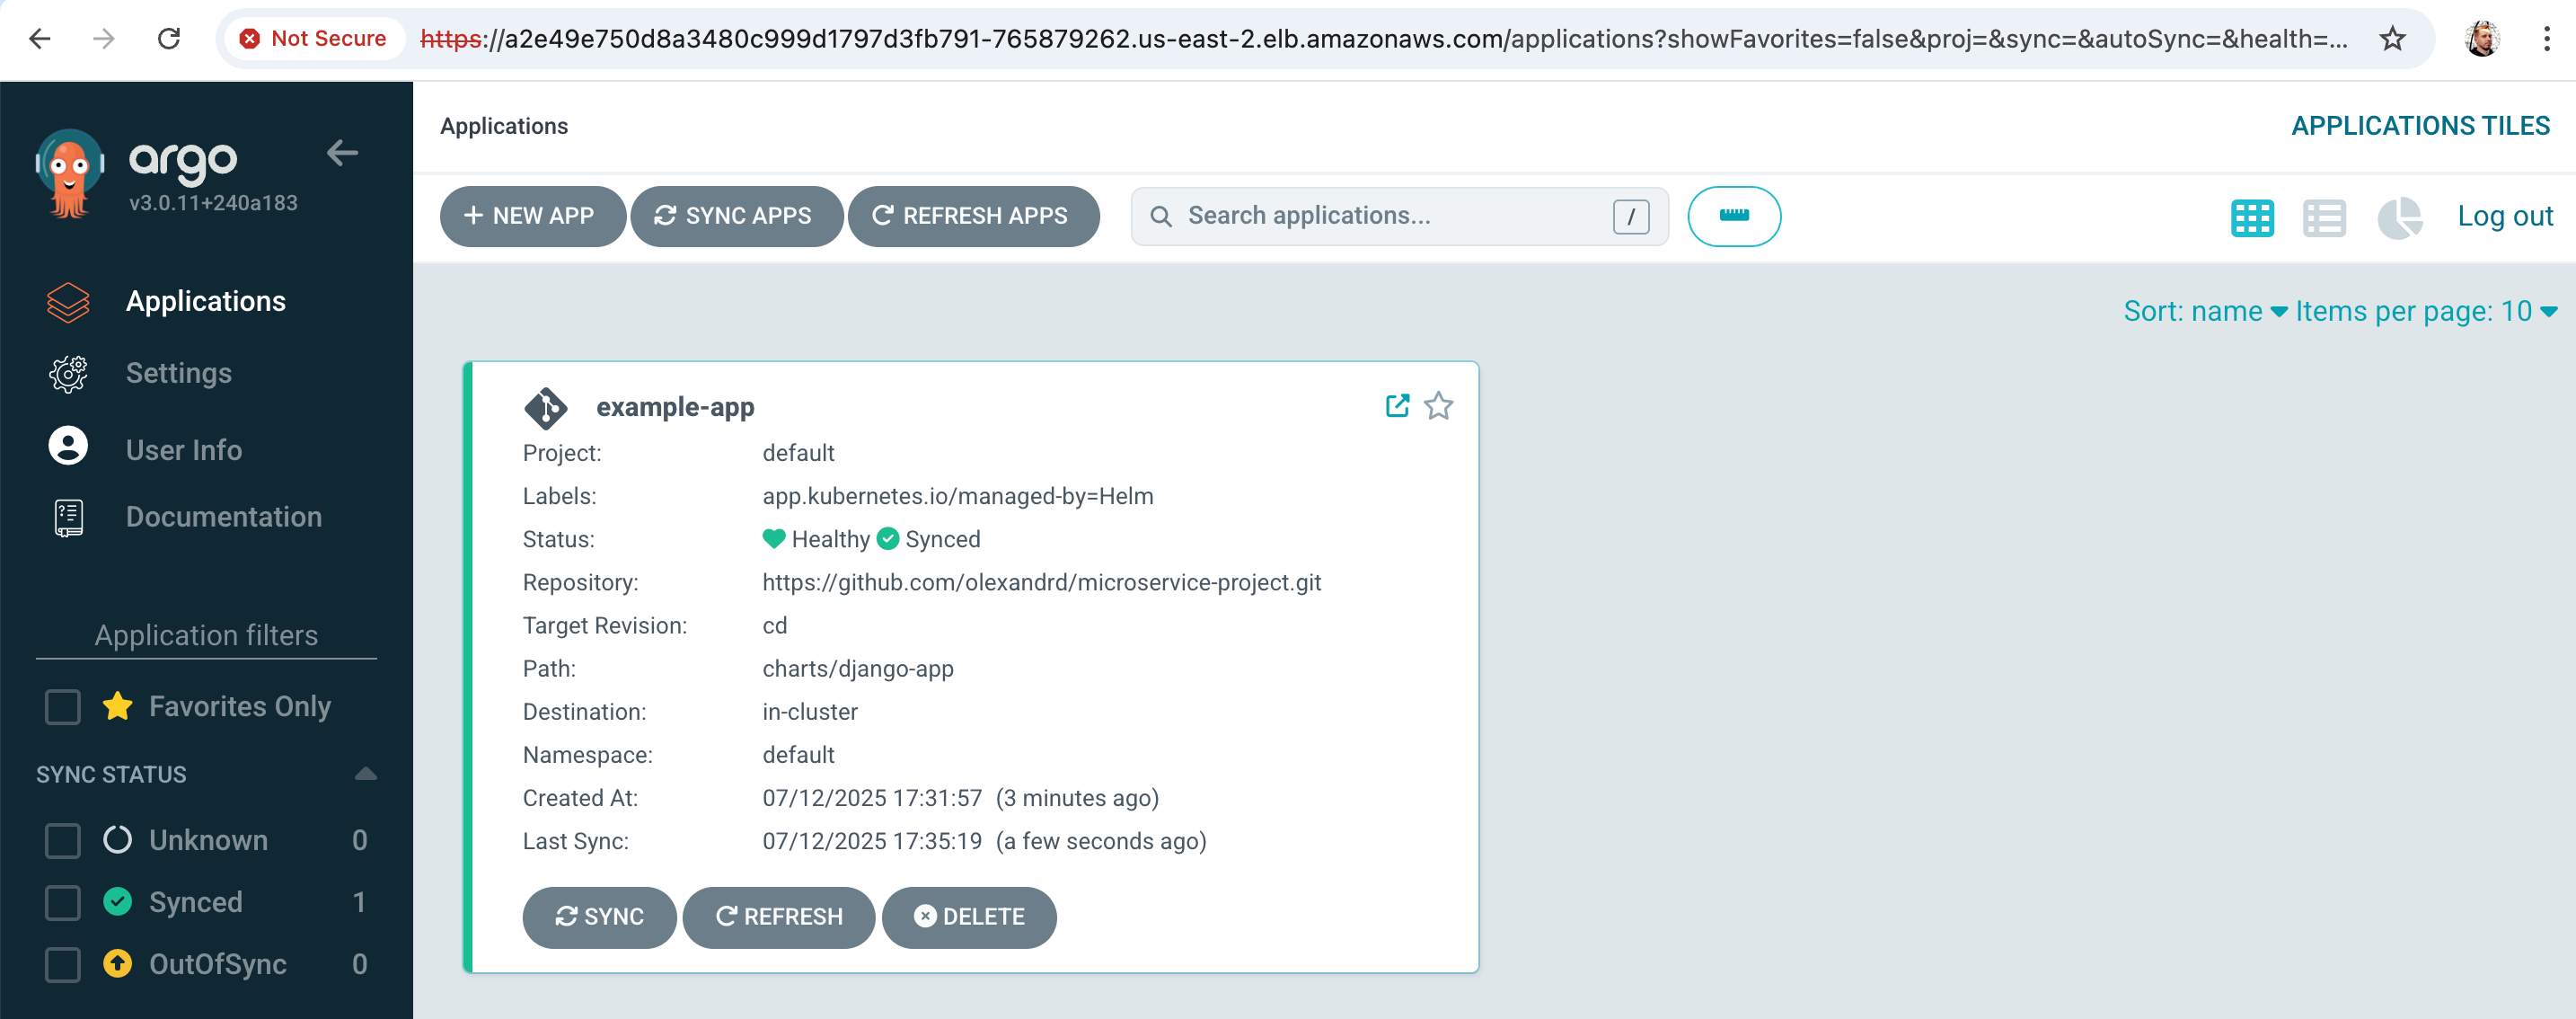 Not Secure https://a2e49e750d8a3480c999d1797d3fb791-765879262.us-east-2.elb.amazonaws.com/applications?showFavorites=false&proj=&sync=&autoSync=&health=...
argo
v3.0.11+240a183
Applications
Settings
User Info
Documentation
Application filters
Favorites Only
SYNC STATUS
Unknown 0
Synced 1
OutOfSync 0
Applications APPLICATIONS TILES
+ NEW APP SYNC APPS REFRESH APPS Search applications... / Log out
Sort: name Items per page: 10
example-app
Project: default
Labels: app.kubernetes.io/managed-by=Helm
Status: Healthy Synced
Repository: https://github.com/olexandrd/microservice-project.git
Target Revision: cd
Path: charts/django-app
Destination: in-cluster
Namespace: default
Created At: 07/12/2025 17:31:57 (3 minutes ago)
Last Sync: 07/12/2025 17:35:19 (a few seconds ago)
SYNC REFRESH DELETE